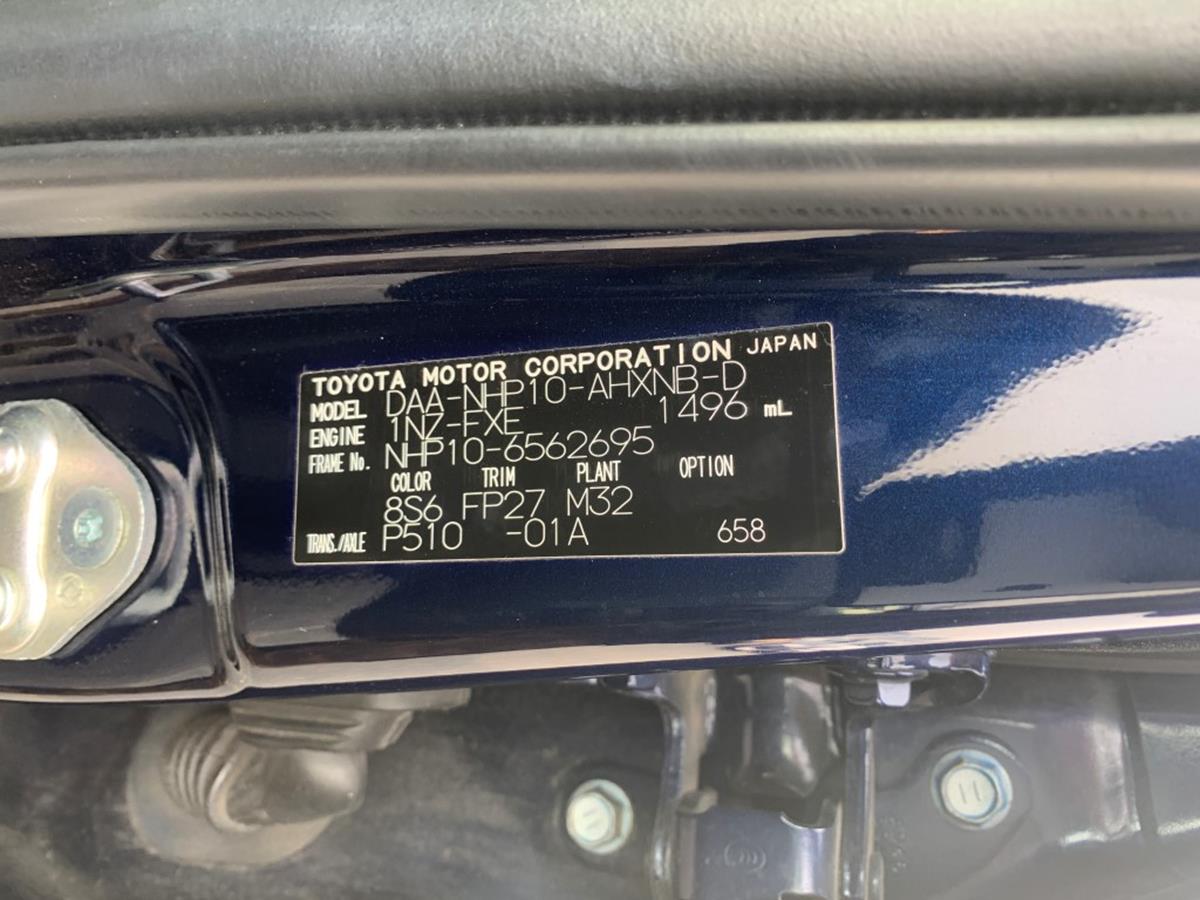 TOYOTA MOTOR CORPORATION JAPAN
MODEL DAA-NHP10-AHXNB-D
ENGINE 1NZ-FXE 1496 mL
FRAME No. NHP10-6562695
COLOR TRIM PLANT OPTION
8S6 FP27 M32
TRANS./AXLE P510 -01A 658